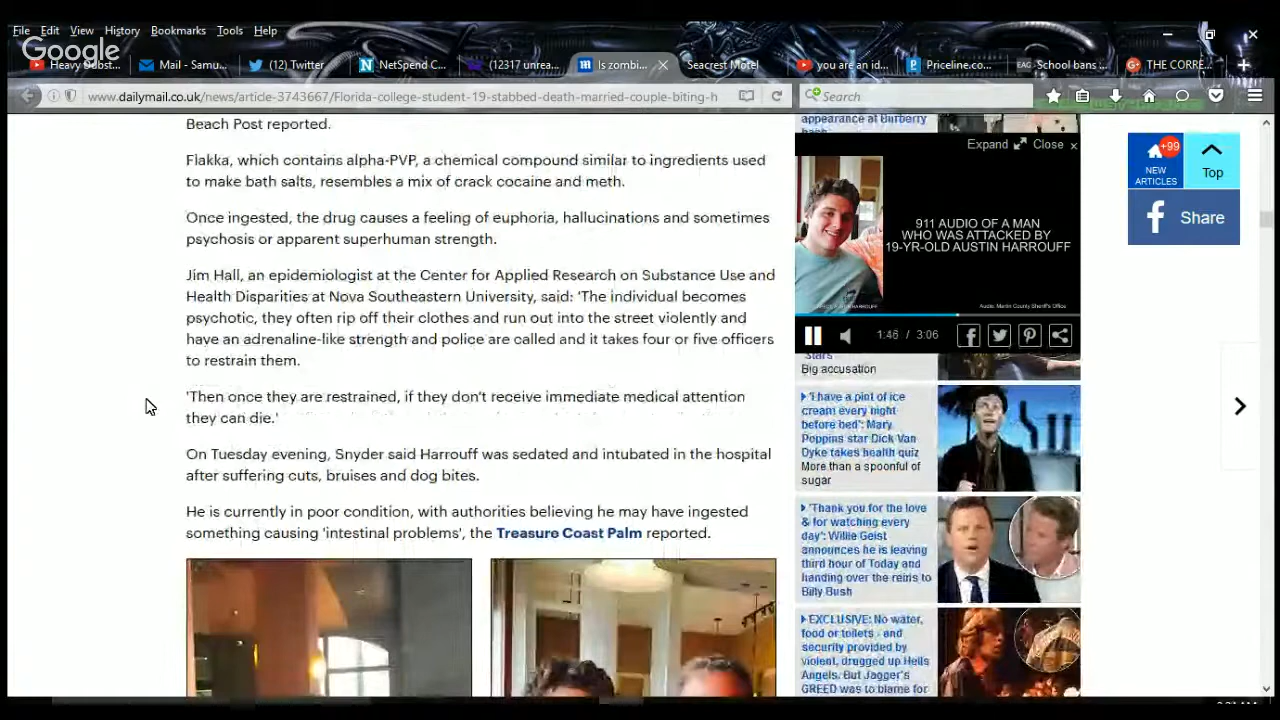 File Edit View History Bookmarks Tools Help
Google
Heavy Dubst...
Mail - Samu...
(12) Twitter
NetSpend C...
(12317 unrea...
Is zombi...
Seacrest Motel
you are an id...
Priceline.co...
School bans ...
THE CORRE...
www.dailymail.co.uk/news/article-3743667/Florida-college-student-19-stabbed-death-married-couple-biting-h
Search
Beach Post reported.
Flakka, which contains alpha-PVP, a chemical compound similar to ingredients used
to make bath salts, resembles a mix of crack cocaine and meth.
Once ingested, the drug causes a feeling of euphoria, hallucinations and sometimes
psychosis or apparent superhuman strength.
Jim Hall, an epidemiologist at the Center for Applied Research on Substance Use and
Health Disparities at Nova Southeastern University, said: 'The individual becomes
psychotic, they often rip off their clothes and run out into the street violently and
have an adrenaline-like strength and police are called and it takes four or five officers
to restrain them.
'Then once they are restrained, if they don't receive immediate medical attention
they can die.'
On Tuesday evening, Snyder said Harrouff was sedated and intubated in the hospital
after suffering cuts, bruises and dog bites.
He is currently in poor condition, with authorities believing he may have ingested
something causing 'intestinal problems', the Treasure Coast Palm reported.
appearance at Burberry
Expand Close ×
911 AUDIO OF A MAN
WHO WAS ATTACKED BY
19-YR-OLD AUSTIN HARROUFF
Audio: Martin County Sheriff's Office
1:46 / 3:06
Stars
Big accusation
'I have a pint of ice
cream every night
before bed': Mary
Poppins star Dick Van
Dyke takes health quiz
More than a spoonful of
sugar
'Thank you for the love
& for watching every
day': Willie Geist
announces he is leaving
third hour of Today and
handing over the reins to
Billy Bush
EXCLUSIVE: No water,
food or toilets - and
security provided by
violent, drugged up Hells
Angels. But Jagger's
GREED was to blame for
+99
NEW
ARTICLES
Top
Share